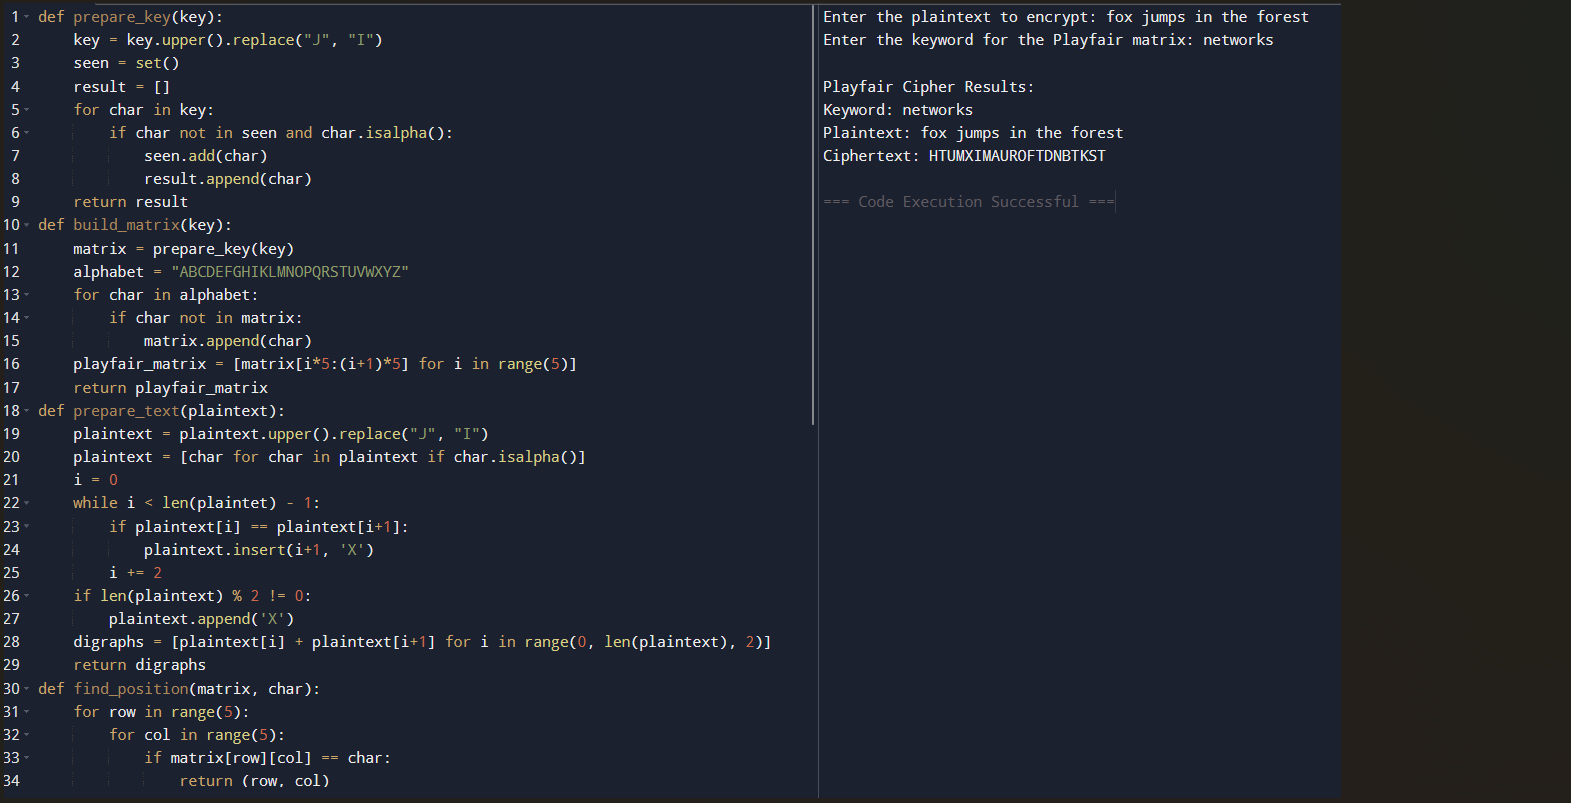 1 def prepare_key(key):
2     key = key.upper().replace("J", "I")
3     seen = set()
4     result = []
5     for char in key:
6         if char not in seen and char.isalpha():
7             seen.add(char)
8             result.append(char)
9     return result
10 def build_matrix(key):
11     matrix = prepare_key(key)
12     alphabet = "ABCDEFGHIKLMNOPQRSTUVWXYZ"
13     for char in alphabet:
14         if char not in matrix:
15             matrix.append(char)
16     playfair_matrix = [matrix[i*5:(i+1)*5] for i in range(5)]
17     return playfair_matrix
18 def prepare_text(plaintext):
19     plaintext = plaintext.upper().replace("J", "I")
20     plaintext = [char for char in plaintext if char.isalpha()]
21     i = 0
22     while i < len(plaintet) - 1:
23         if plaintext[i] == plaintext[i+1]:
24             plaintext.insert(i+1, 'X')
25         i += 2
26     if len(plaintext) % 2 != 0:
27         plaintext.append('X')
28     digraphs = [plaintext[i] + plaintext[i+1] for i in range(0, len(plaintext), 2)]
29     return digraphs
30 def find_position(matrix, char):
31     for row in range(5):
32         for col in range(5):
33             if matrix[row][col] == char:
34                 return (row, col)
Enter the plaintext to encrypt: fox jumps in the forest
Enter the keyword for the Playfair matrix: networks
Playfair Cipher Results:
Keyword: networks
Plaintext: fox jumps in the forest
Ciphertext: HTUMXIMAUROFTDNBTKST
=== Code Execution Successful ===